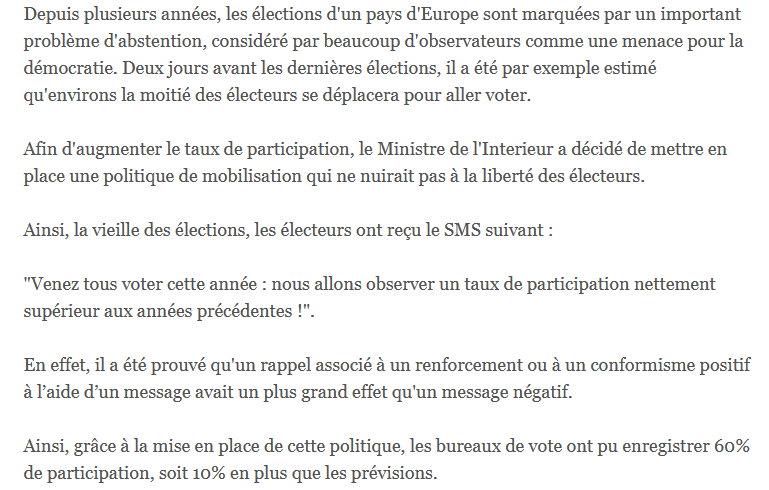 Depuis plusieurs années, les élections d'un pays d'Europe sont marquées par un important
problème d'abstention, considéré par beaucoup d'observateurs comme une menace pour la
démocratie. Deux jours avant les dernières élections, il a été par exemple estimé
qu'environs la moitié des électeurs se déplacera pour aller voter.
Afin d'augmenter le taux de participation, le Ministre de l'Interieur a décidé de mettre en
place une politique de mobilisation qui ne nuirait pas à la liberté des électeurs.
Ainsi, la vieille des élections, les électeurs ont reçu le SMS suivant :
"Venez tous voter cette année : nous allons observer un taux de participation nettement
supérieur aux années précédentes !".
En effet, il a été prouvé qu'un rappel associé à un renforcement ou à un conformisme positif
à l’aide d’un message avait un plus grand effet qu'un message négatif.
Ainsi, grâce à la mise en place de cette politique, les bureaux de vote ont pu enregistrer 60%
de participation, soit 10% en plus que les prévisions.